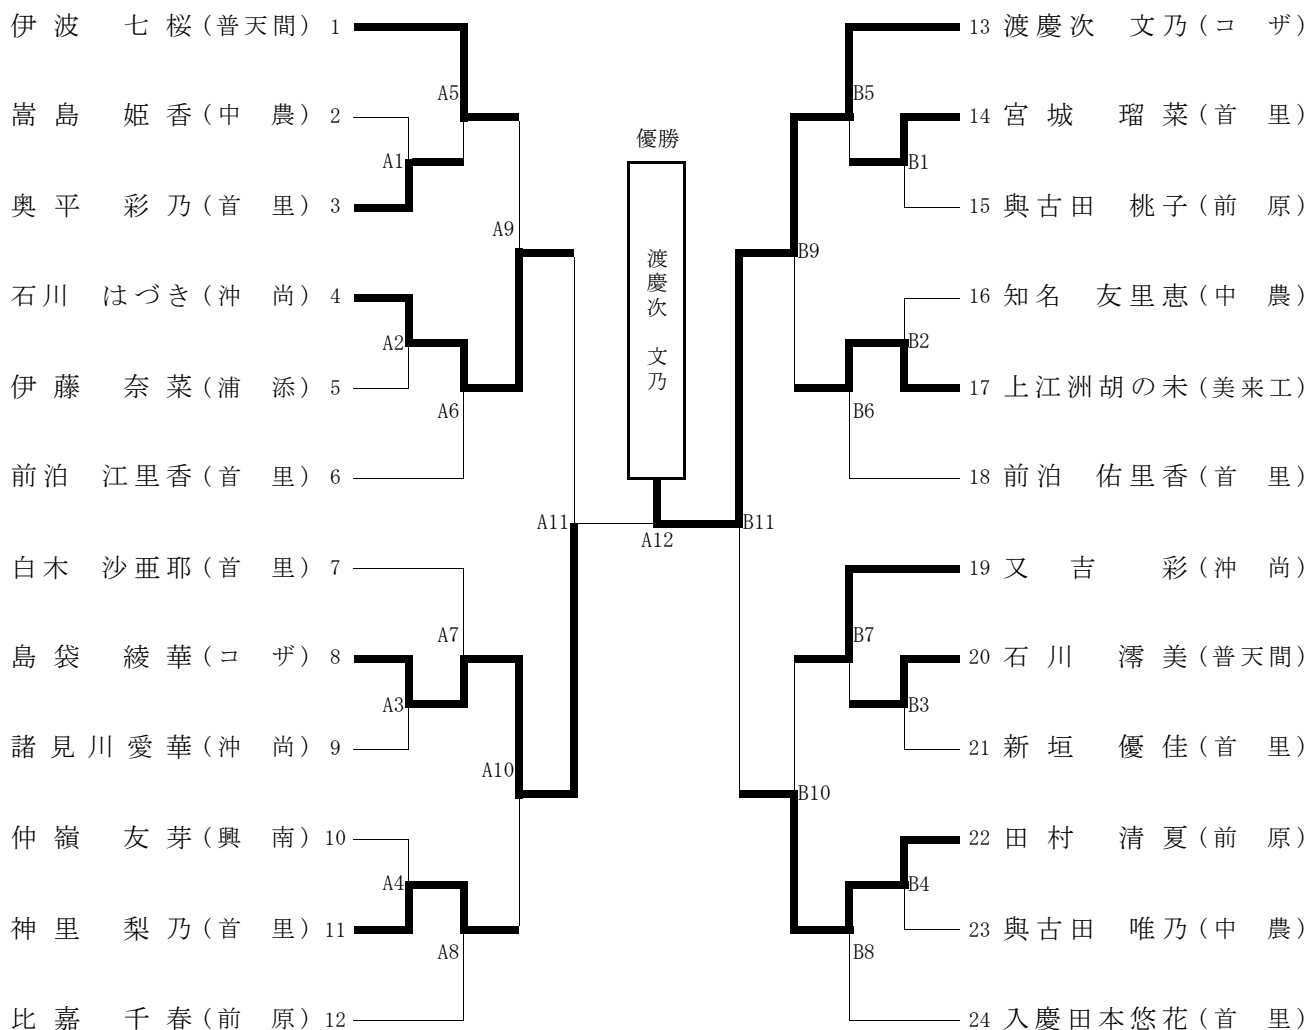 伊波 七桜(普天間) 1
嵩島 姫香(中 農) 2
奥平 彩乃(首 里) 3
石川 はづき(沖 尚) 4
伊藤 奈菜(浦 添) 5
前泊 江里香(首 里) 6
白木 沙亜耶(首 里) 7
島袋 綾華(コ ザ) 8
諸見川愛華(沖 尚) 9
仲嶺 友芽(興 南) 10
神里 梨乃(首 里) 11
比嘉 千春(前 原) 12
A1
A2
A3
A4
A5
A6
A7
A8
A9
A10
A11
優勝
渡慶次 文乃
A12
B11
B9
B10
B5
B6
B7
B8
B1
B2
B3
B4
13 渡慶次 文乃(コ ザ)
14 宮城 瑠菜(首 里)
15 與古田 桃子(前 原)
16 知名 友里恵(中 農)
17 上江洲胡の未(美来工)
18 前泊 佑里香(首 里)
19 又吉 彩(沖 尚)
20 石川 澪美(普天間)
21 新垣 優佳(首 里)
22 田村 清夏(前 原)
23 與古田 唯乃(中 農)
24 入慶田本悠花(首 里)